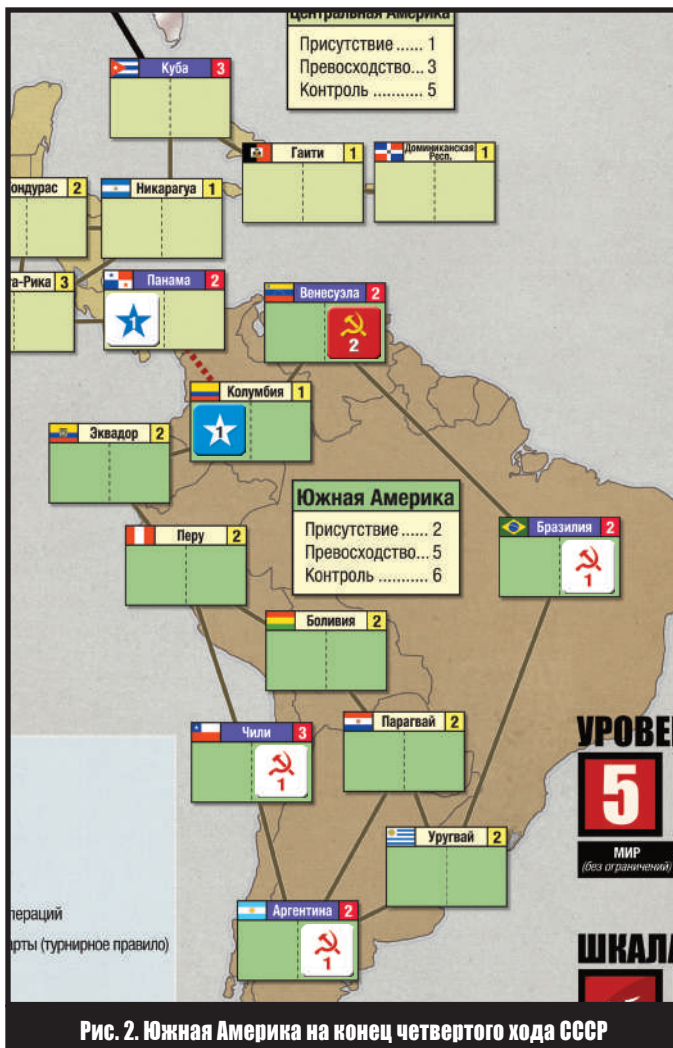 Центральная Америка
Присутствие ...... 1
Превосходство... 3
Контроль ........... 5
Куба 3
Гаити 1
Доминиканская Респ. 1
ондурас 2
Никарагуа 1
а-Рика 3
Панама 2
1
Венесуэла 2
2
Колумбия 1
1
Эквадор 2
Южная Америка
Присутствие ...... 2
Превосходство... 5
Контроль ........... 6
Перу 2
Бразилия 2
1
Боливия 2
Чили 3
1
Парагвай 2
УРОВЕ
5
МИР
(без ограничений)
Уругвай 2
Аргентина 2
1
пераций
арты (турнирное правило)
ШКАЛ
Рис. 2. Южная Америка на конец четвертого хода СССР